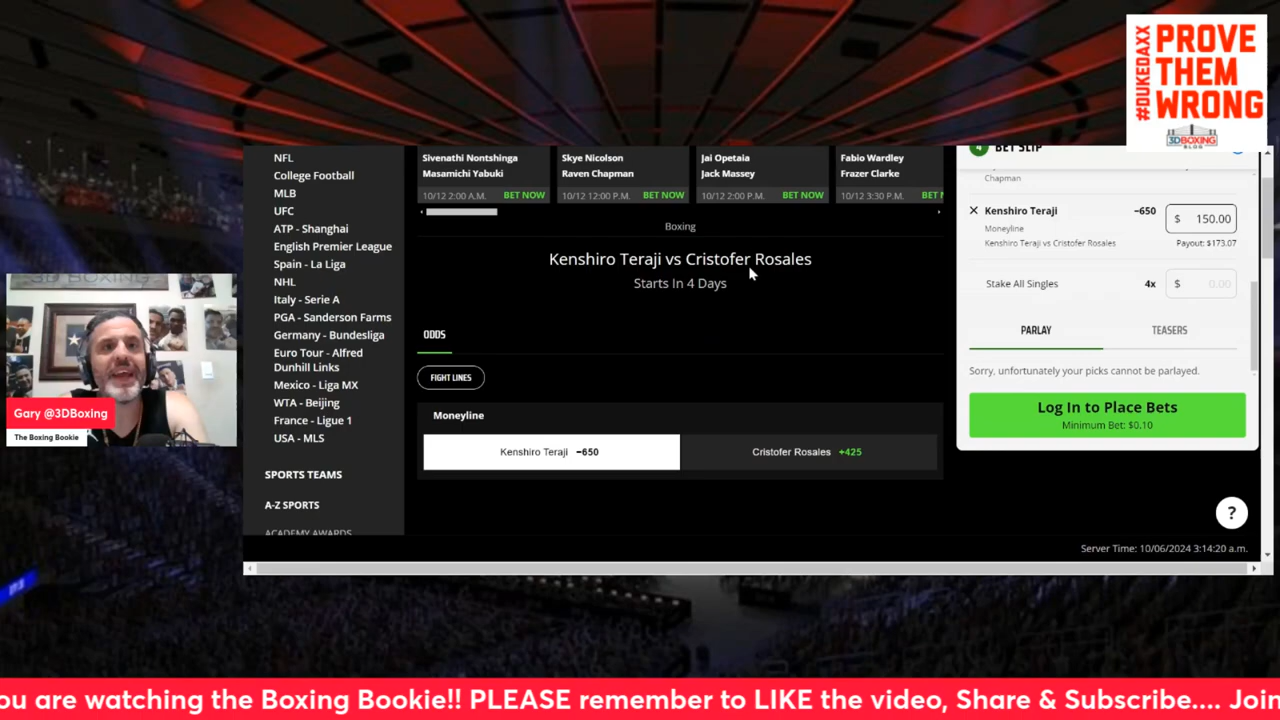 #DUKEDAXX
PROVE
THEM
WRONG
3DBOXING
BLOG
NFL
College Football
MLB
UFC
ATP - Shanghai
English Premier League
Spain - La Liga
NHL
Italy - Serie A
PGA - Sanderson Farms
Germany - Bundesliga
Euro Tour - Alfred
Dunhill Links
Mexico - Liga MX
WTA - Beijing
France - Ligue 1
USA - MLS
SPORTS TEAMS
A-Z SPORTS
ACADEMY AWARDS
Sivenathi Nontshinga
Masamichi Yabuki
10/12 2:00 A.M. BET NOW
Skye Nicolson
Raven Chapman
10/12 12:00 P.M. BET NOW
Jai Opetaia
Jack Massey
10/12 2:00 P.M. BET NOW
Fabio Wardley
Frazer Clarke
10/12 3:30 P.M. BET N
Boxing
Kenshiro Teraji vs Cristofer Rosales
Starts In 4 Days
ODDS
FIGHT LINES
Moneyline
Kenshiro Teraji −650
Cristofer Rosales +425
4 BET SLIP
Chapman
Kenshiro Teraji −650 $ 150.00
Moneyline
Kenshiro Teraji vs Cristofer Rosales Payout: $173.07
Stake All Singles 4x $ 0.00
PARLAY TEASERS
Sorry, unfortunately your picks cannot be parlayed.
Log In to Place Bets
Minimum Bet: $0.10
?
Server Time: 10/06/2024 3:14:20 a.m.
3D BOXING
Gary @3DBoxing
The Boxing Bookie
ou are watching the Boxing Bookie!! PLEASE remember to LIKE the video, Share & Subscribe.... Join